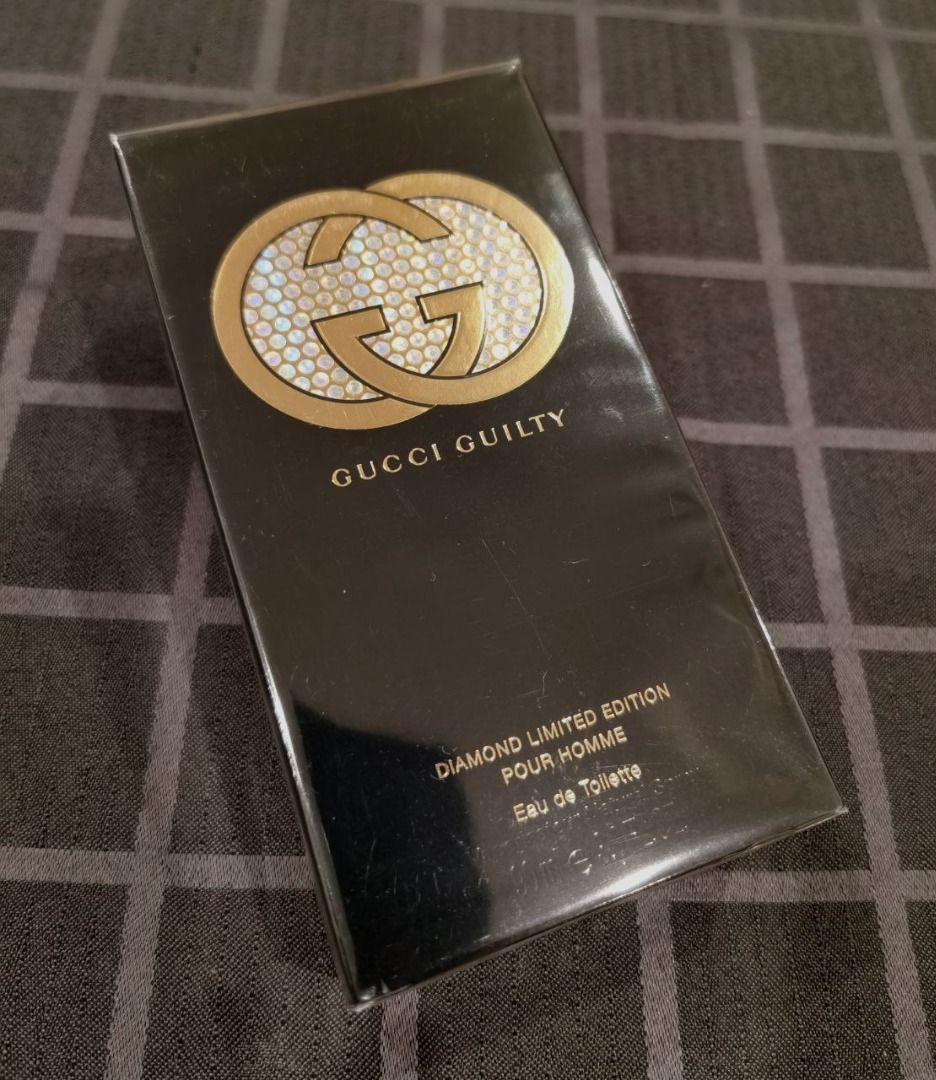 GUCCI GUILTY
DIAMOND LIMITED EDITION
POUR HOMME
Eau de Toilette